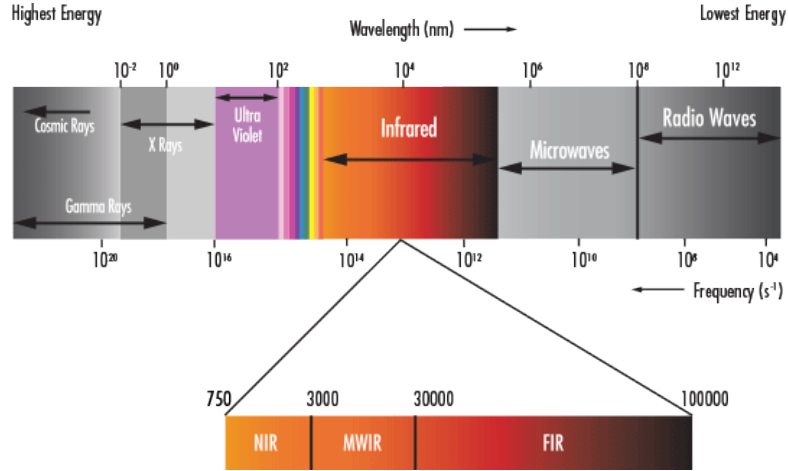 Highest Energy
Lowest Energy
Wavelength (nm)
10⁻² 10⁰ 10² 10⁴ 10⁶ 10⁸ 10¹²
Cosmic Rays
X Rays
Ultra
Violet
Infrared
Microwaves
Radio Waves
Gamma Rays
10²⁰ 10¹⁶ 10¹⁴ 10¹² 10¹⁰ 10⁸ 10⁴
Frequency (s⁻¹)
750 3000 30000 100000
NIR MWIR FIR